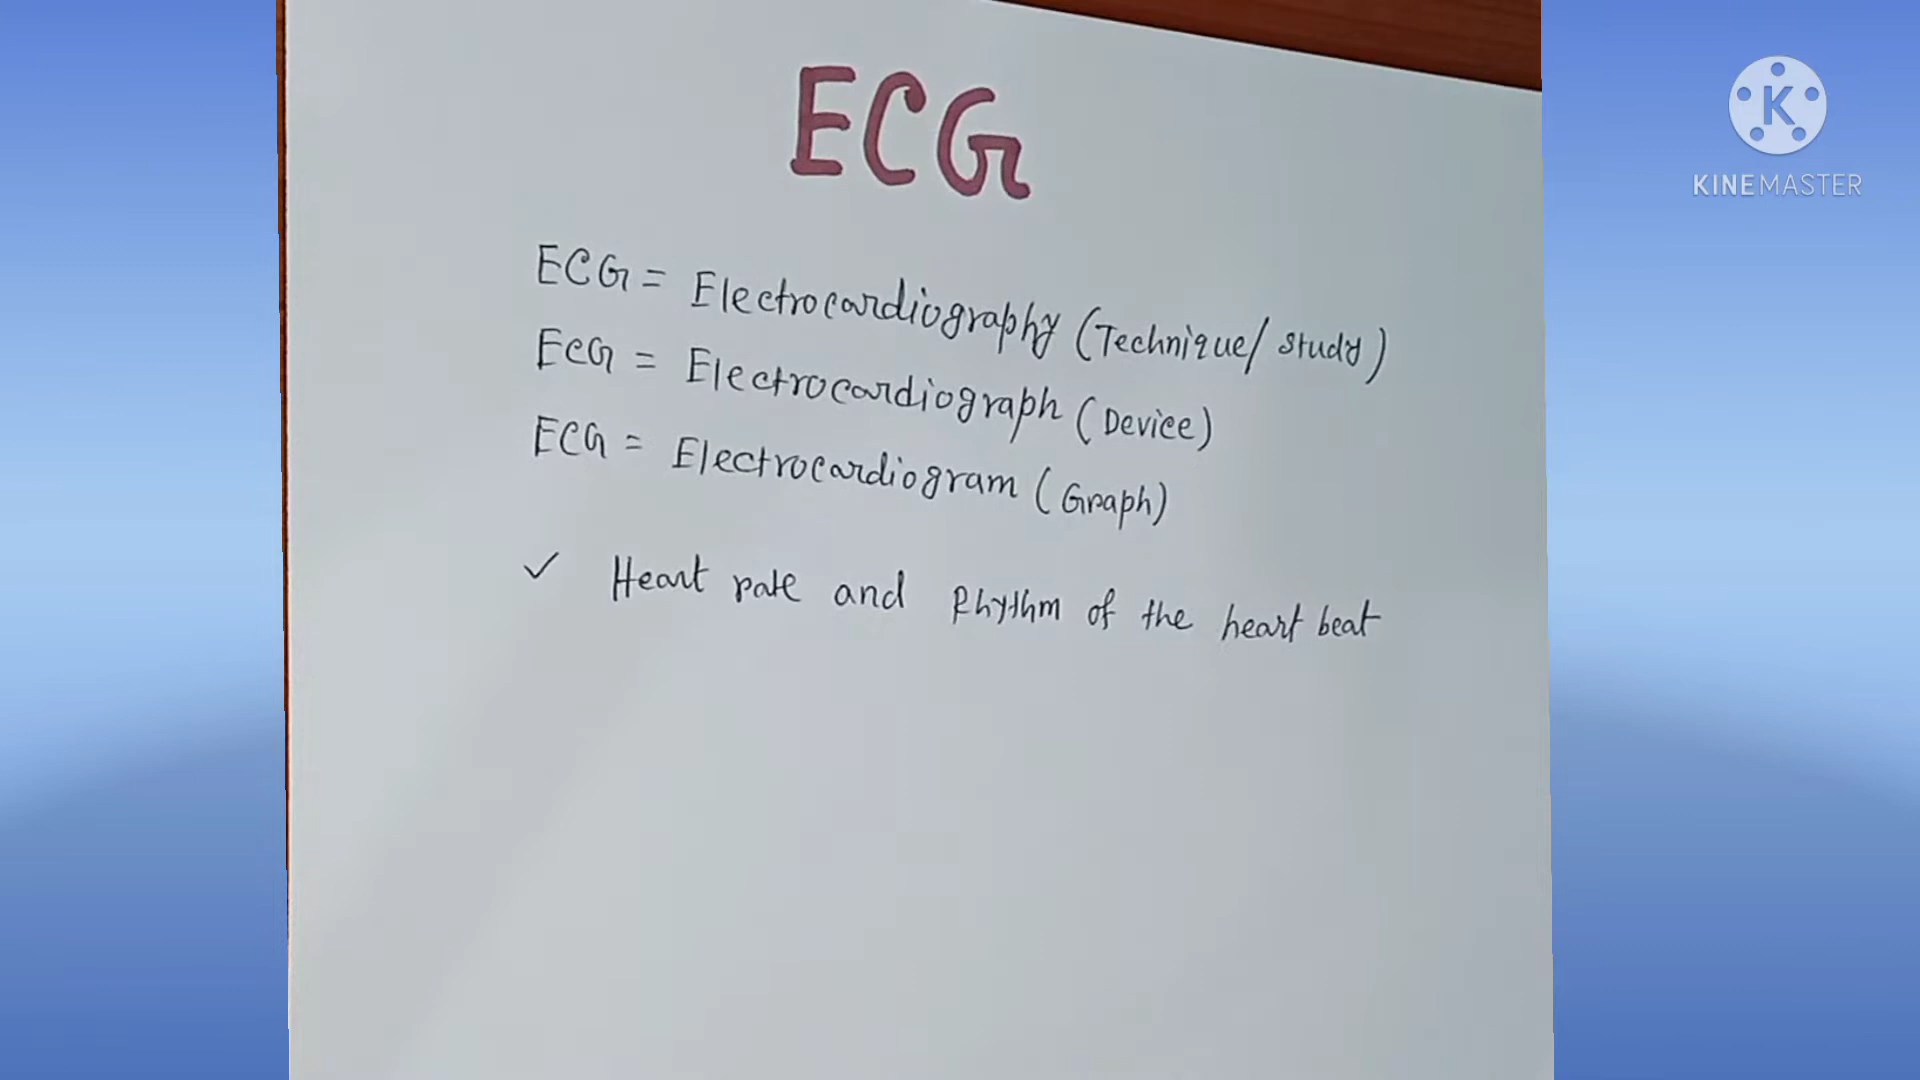 ECG
K
KINEMASTER
ECG = Electrocardiography (Technique/ study)
ECG = Electrocardiograph (Device)
ECG = Electrocardiogram (Graph)
✓ Heart rate and Rhythm of the heart beat